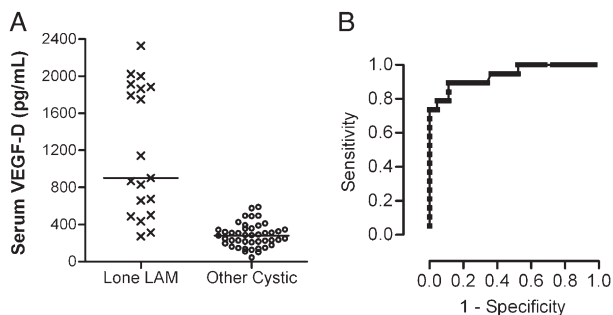 A
Serum VEGF-D (pg/mL)
2400
2000
1600
1200
800
400
0
Lone LAM
Other Cystic
B
Sensitivity
1.0
0.8
0.6
0.4
0.2
0.0
0.0 0.2 0.4 0.6 0.8 1.0
1 - Specificity